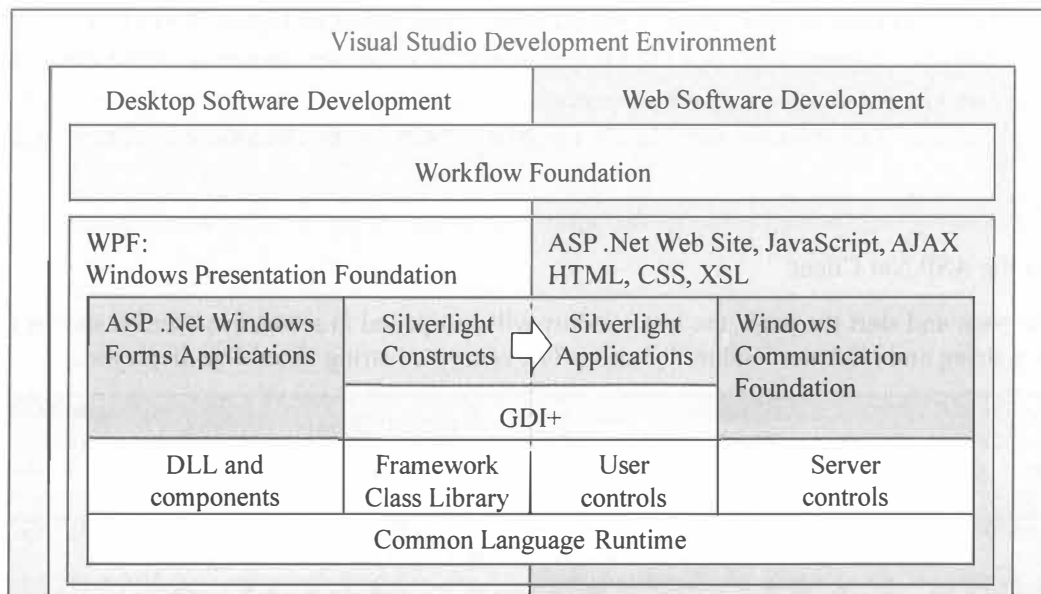 Visual Studio Development Environment
Desktop Software Development
Web Software Development
Workflow Foundation
WPF:
Windows Presentation Foundation
ASP .Net Web Site, JavaScript, AJAX
HTML, CSS, XSL
ASP .Net Windows
Forms Applications
Silverlight
Constructs
Silverlight
Applications
Windows
Communication
Foundation
GDI+
DLL and
components
Framework
Class Library
User
controls
Server
controls
Common Language Runtime